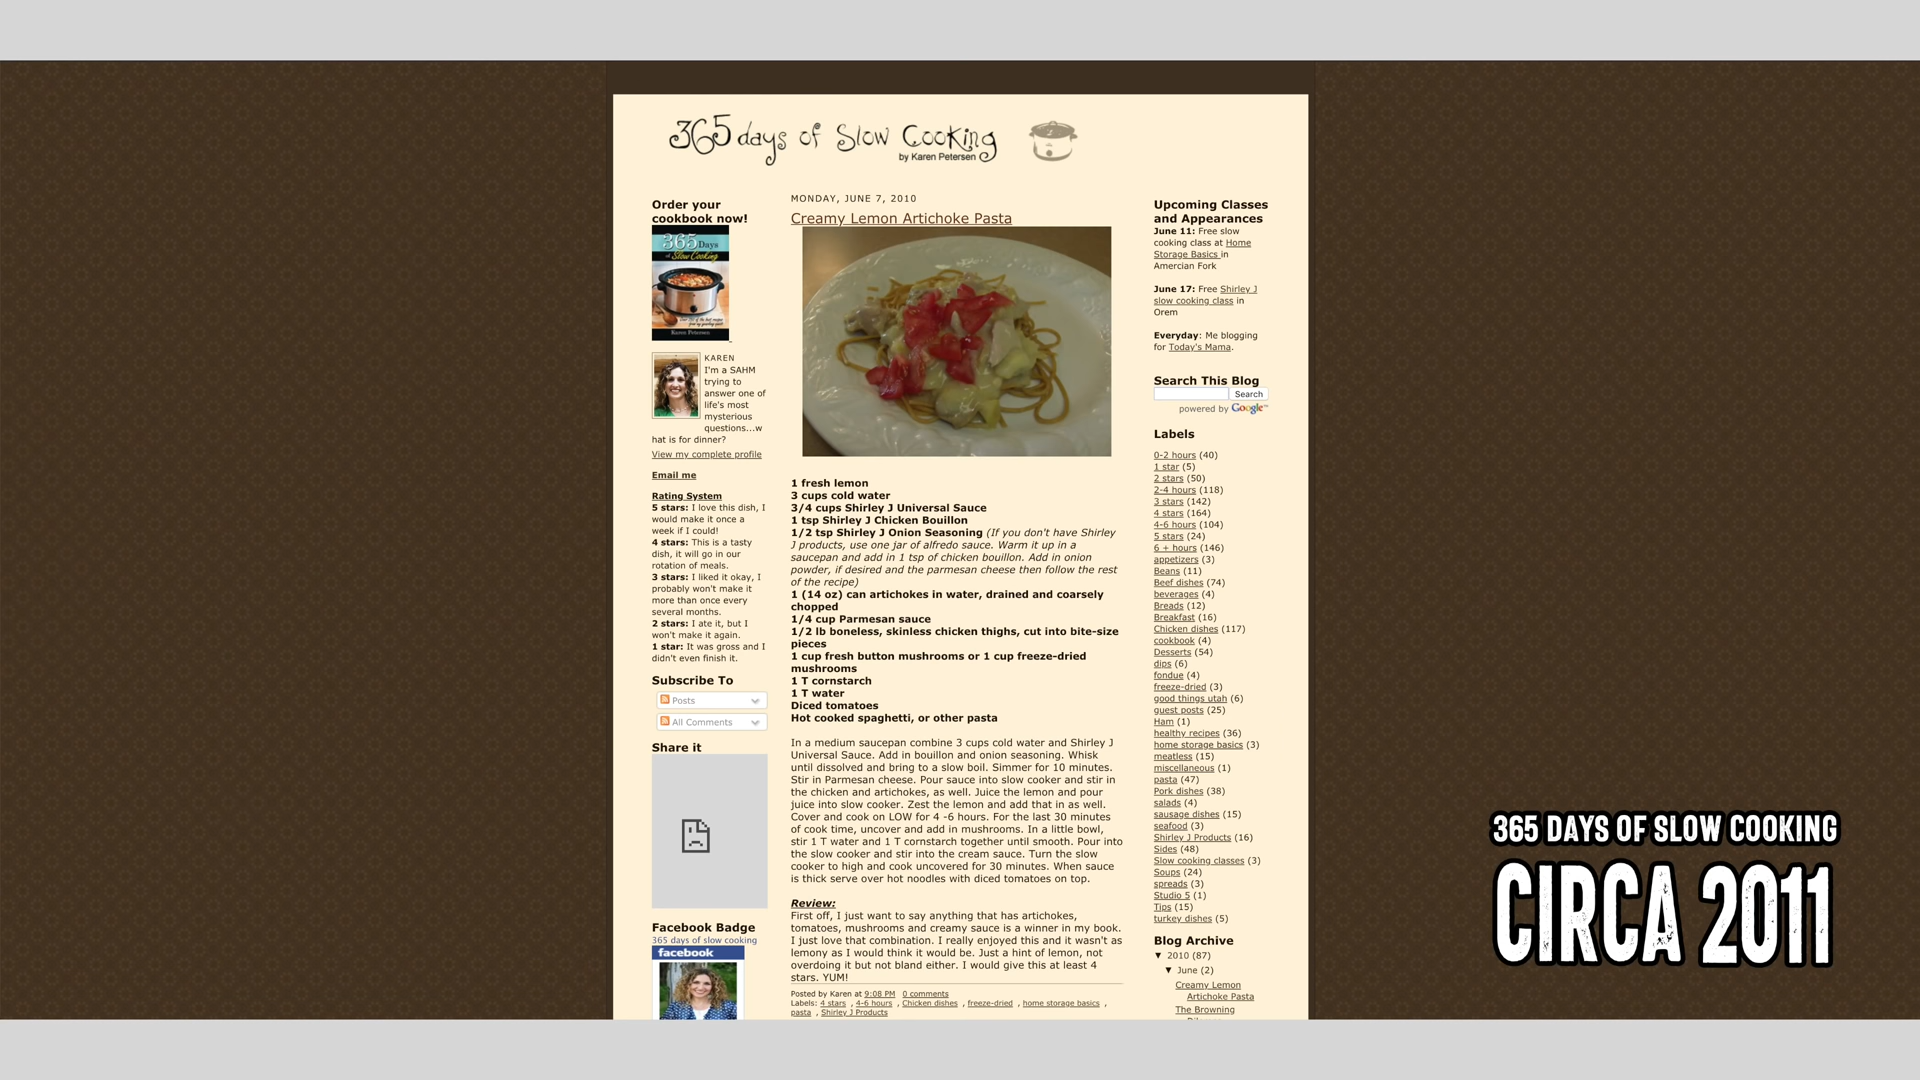 365 days of Slow Cooking
by Karen Petersen
Order your
cookbook now!
365 Days
of Slow Cooking
Karen Petersen
KAREN
I'm a SAHM
trying to
answer one of
life's most
mysterious
questions...w
hat is for dinner?
View my complete profile
Email me
Rating System
5 stars: I love this dish, I
would make it once a
week if I could!
4 stars: This is a tasty
dish, it will go in our
rotation of meals.
3 stars: I liked it okay, I
probably won't make it
more than once every
several months.
2 stars: I ate it, but I
won't make it again.
1 star: It was gross and I
didn't even finish it.
Subscribe To
Posts
All Comments
Share it
Facebook Badge
365 days of slow cooking
facebook
MONDAY, JUNE 7, 2010
Creamy Lemon Artichoke Pasta
1 fresh lemon
3 cups cold water
3/4 cups Shirley J Universal Sauce
1 tsp Shirley J Chicken Bouillon
1/2 tsp Shirley J Onion Seasoning (If you don't have Shirley
J products, use one jar of alfredo sauce. Warm it up in a
saucepan and add in 1 tsp of chicken bouillon. Add in onion
powder, if desired and the parmesan cheese then follow the rest
of the recipe)
1 (14 oz) can artichokes in water, drained and coarsely
chopped
1/4 cup Parmesan sauce
1/2 lb boneless, skinless chicken thighs, cut into bite-size
pieces
1 cup fresh button mushrooms or 1 cup freeze-dried
mushrooms
1 T cornstarch
1 T water
Diced tomatoes
Hot cooked spaghetti, or other pasta
In a medium saucepan combine 3 cups cold water and Shirley J
Universal Sauce. Add in bouillon and onion seasoning. Whisk
until dissolved and bring to a slow boil. Simmer for 10 minutes.
Stir in Parmesan cheese. Pour sauce into slow cooker and stir in
the chicken and artichokes, as well. Juice the lemon and pour
juice into slow cooker. Zest the lemon and add that in as well.
Cover and cook on LOW for 4 -6 hours. For the last 30 minutes
of cook time, uncover and add in mushrooms. In a little bowl,
stir 1 T water and 1 T cornstarch together until smooth. Pour into
the slow cooker and stir into the cream sauce. Turn the slow
cooker to high and cook uncovered for 30 minutes. When sauce
is thick serve over hot noodles with diced tomatoes on top.
Review:
First off, I just want to say anything that has artichokes,
tomatoes, mushrooms and creamy sauce is a winner in my book.
I just love that combination. I really enjoyed this and it wasn't as
lemony as I would think it would be. Just a hint of lemon, not
overdoing it but not bland either. I would give this at least 4
stars. YUM!
Posted by Karen at 9:08 PM 0 comments
Labels: 4 stars , 4-6 hours , Chicken dishes , freeze-dried , home storage basics ,
pasta , Shirley J Products
Upcoming Classes
and Appearances
June 11: Free slow
cooking class at Home
Storage Basics in
Amercian Fork
June 17: Free Shirley J
slow cooking class in
Orem
Everyday: Me blogging
for Today's Mama.
Search This Blog
Search
powered by Google™
Labels
0-2 hours (40)
1 star (5)
2 stars (50)
2-4 hours (118)
3 stars (142)
4 stars (164)
4-6 hours (104)
5 stars (24)
6 + hours (146)
appetizers (3)
Beans (11)
Beef dishes (74)
beverages (4)
Breads (12)
Breakfast (16)
Chicken dishes (117)
cookbook (4)
Desserts (54)
dips (6)
fondue (4)
freeze-dried (3)
good things utah (6)
guest posts (25)
Ham (1)
healthy recipes (36)
home storage basics (3)
meatless (15)
miscellaneous (1)
pasta (47)
Pork dishes (38)
salads (4)
sausage dishes (15)
seafood (3)
Shirley J Products (16)
Sides (48)
Slow cooking classes (3)
Soups (24)
spreads (3)
Studio 5 (1)
Tips (15)
turkey dishes (5)
Blog Archive
▼ 2010 (87)
▼ June (2)
Creamy Lemon
Artichoke Pasta
The Browning
365 DAYS OF SLOW COOKING
CIRCA 2011